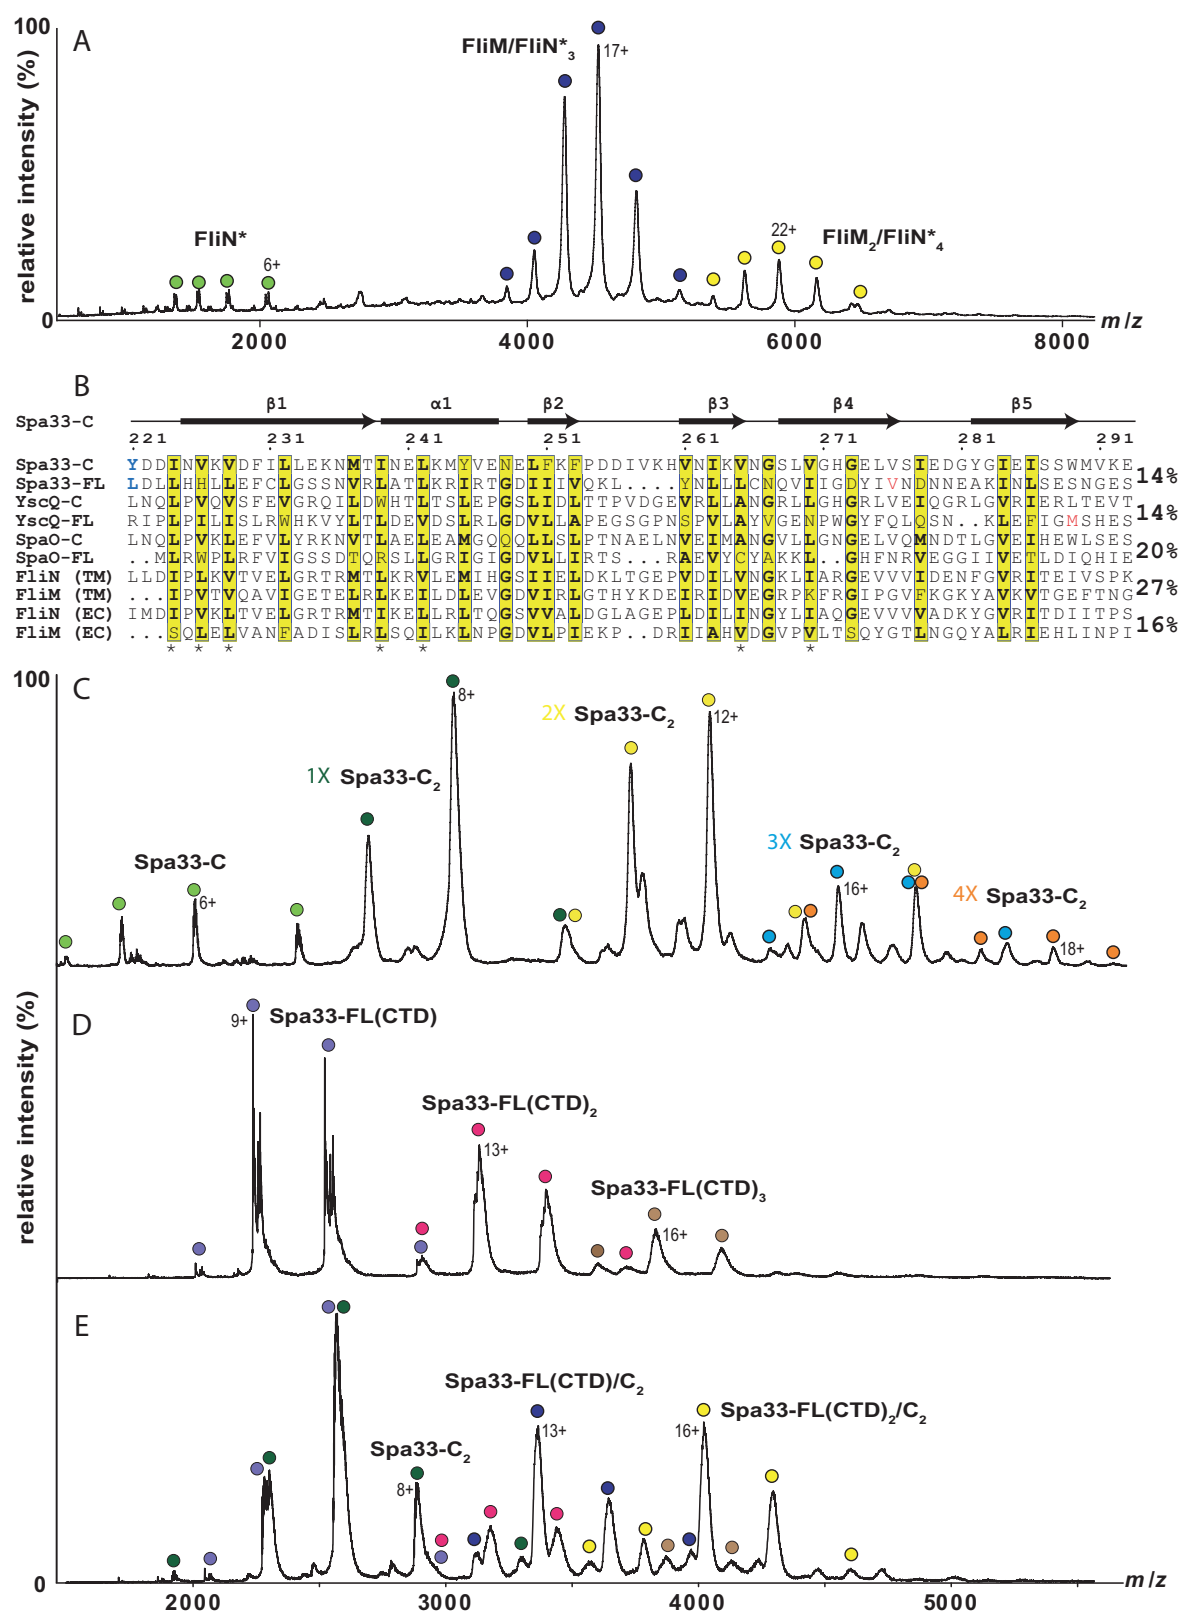 100
A
FliM/FliN*3
17+
relative intensity (%)
FliN*
6+
22+
FliM2/FliN*4
0
m/z
2000 4000 6000 8000
B
β1 α1 β2 β3 β4 β5
Spa33-C
221 231 241 251 261 271 281 291
Spa33-C YDDINVKVDFILLEKNMTINELKMYVENELFKFPDDIVKHVNIKVNGSLVGHGELVSIEDGYGIEISSWMVKE
14%
Spa33-FL LDLLHHLLEFCLGSSNVRLATLKRIRTGDIIIVQKL....YNLLLCNQVIIGDYIVNDNNEAKINLSESNGES
YscQ-C LNQLPVQVSFEVGRQILDWHTLTSLEPGSLIDLTTPVDGEVRLLANGRLLGHGRLVEIQGRLGVRIERLTEVT
14%
YscQ-FL RIPLPILISLRWHKVYLTLDEVDSLRLGDVLLAPEGSGPNSPVLAYVGENPWGYFQLQSN..KLEFIGMSHES
SpaO-C LNQLPVKLEFVLYRKNVTLAELEAMGQQQLLSLPTNAELNVEIMANGVLLGNGELVQMNDTLGVEIHEWLSES
20%
SpaO-FL ..MLRWPLRFVIGSSDTQRSLLGRIGIGDVLLIRTS...RAEVYCYAKKL..GHFNRVEGGIIVETLDIQHIE
FliN (TM) LLDIPLKVTVELGRTRMTLKRVLEMIHGSIIELDKLTGEPVDILVNGKLIARGEVVVIDENFGVRITEIVSPK
27%
FliM (TM) ...IPVTVQAVIGETELRLKEILDLEVGDVIRLGTHYKDEIRIDVEGRPKFRGIPGVFKGKYAVKVTGEFTNG
FliN (EC) IMDIPVKLTVELGRTRMTIKELLRLTQGSVVALDGLAGEPLDILINGYLIAQGEVVVVADKYGVRITDIITPS
16%
FliM (EC) ...SQLELVANFADISLRLSQILKLNPGDVLPIEKP..DRIIAHVDGVPVLTSQYGTLNGQYALRIEHLINPI
* * * * * * *
100
C
8+
2X Spa33-C2
12+
1X Spa33-C2
3X Spa33-C2
Spa33-C
6+
16+
4X Spa33-C2
18+
relative intensity (%)
D
9+
Spa33-FL(CTD)
Spa33-FL(CTD)2
13+
Spa33-FL(CTD)3
16+
E
Spa33-FL(CTD)/C2
13+
16+
Spa33-FL(CTD)2/C2
Spa33-C2
8+
0
m/z
2000 3000 4000 5000